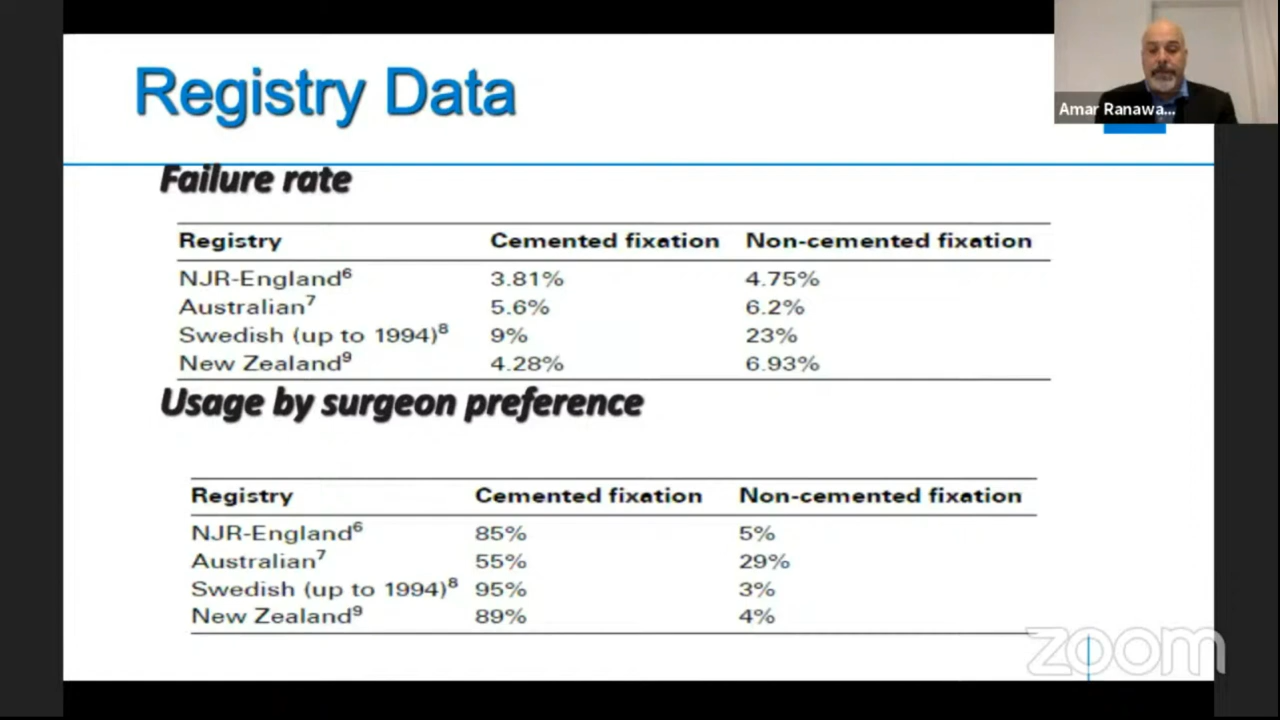 Registry Data
Amar Ranawa...
Failure rate
Registry Cemented fixation Non-cemented fixation
NJR-England⁶ 3.81% 4.75%
Australian⁷ 5.6% 6.2%
Swedish (up to 1994)⁸ 9% 23%
New Zealand⁹ 4.28% 6.93%
Usage by surgeon preference
Registry Cemented fixation Non-cemented fixation
NJR-England⁶ 85% 5%
Australian⁷ 55% 29%
Swedish (up to 1994)⁸ 95% 3%
New Zealand⁹ 89% 4%
zoom